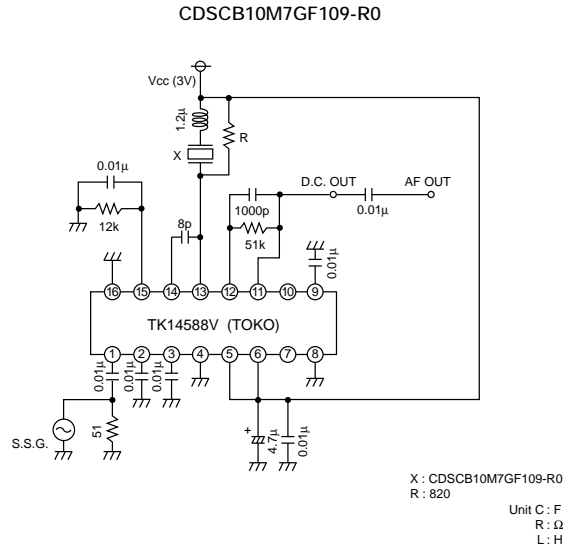 CDSCB10M7GF109-R0
Vcc (3V)
1.2μ
R
X
0.01μ
D.C. OUT
AF OUT
12k
1000p
0.01μ
8p
51k
0.01μ
16
15
14
13
12
11
10
9
TK14588V (TOKO)
1
2
3
4
5
6
7
8
0.01μ
0.01μ
0.01μ
S.S.G.
51
+
4.7μ
0.01μ
X : CDSCB10M7GF109-R0
R : 820
Unit C : F
R : Ω
L : H